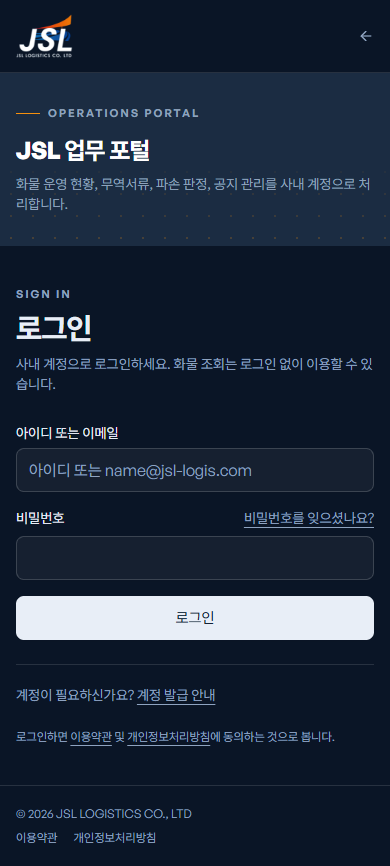 JSL
JSL LOGISTICS CO., LTD
OPERATIONS PORTAL
JSL 업무 포털
화물 운영 현황, 무역서류, 파손 판정, 공지 관리를 사내 계정으로 처
리합니다.
SIGN IN
로그인
사내 계정으로 로그인하세요. 화물 조회는 로그인 없이 이용할 수 있
습니다.
아이디 또는 이메일
아이디 또는 name@jsl-logis.com
비밀번호 비밀번호를 잊으셨나요?
로그인
계정이 필요하신가요? 계정 발급 안내
로그인하면 이용약관 및 개인정보처리방침에 동의하는 것으로 봅니다.
© 2026 JSL LOGISTICS CO., LTD
이용약관 개인정보처리방침